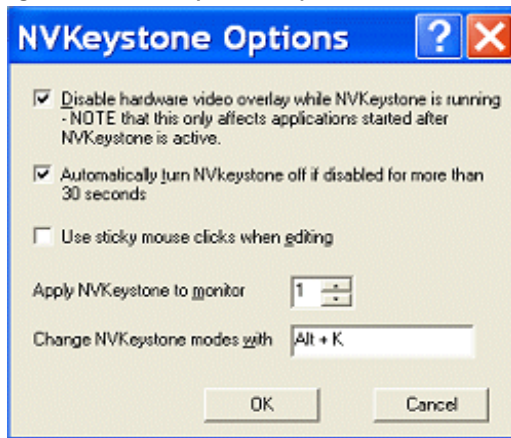 NVKeystone Options
Disable hardware video overlay while NVKeystone is running
- NOTE that this only affects applications started after
NVKeystone is active.
Automatically turn NVkeystone off if disabled for more than
30 seconds
Use sticky mouse clicks when editing
Apply NVKeystone to monitor 1
Change NVKeystone modes with Alt + K
OK Cancel